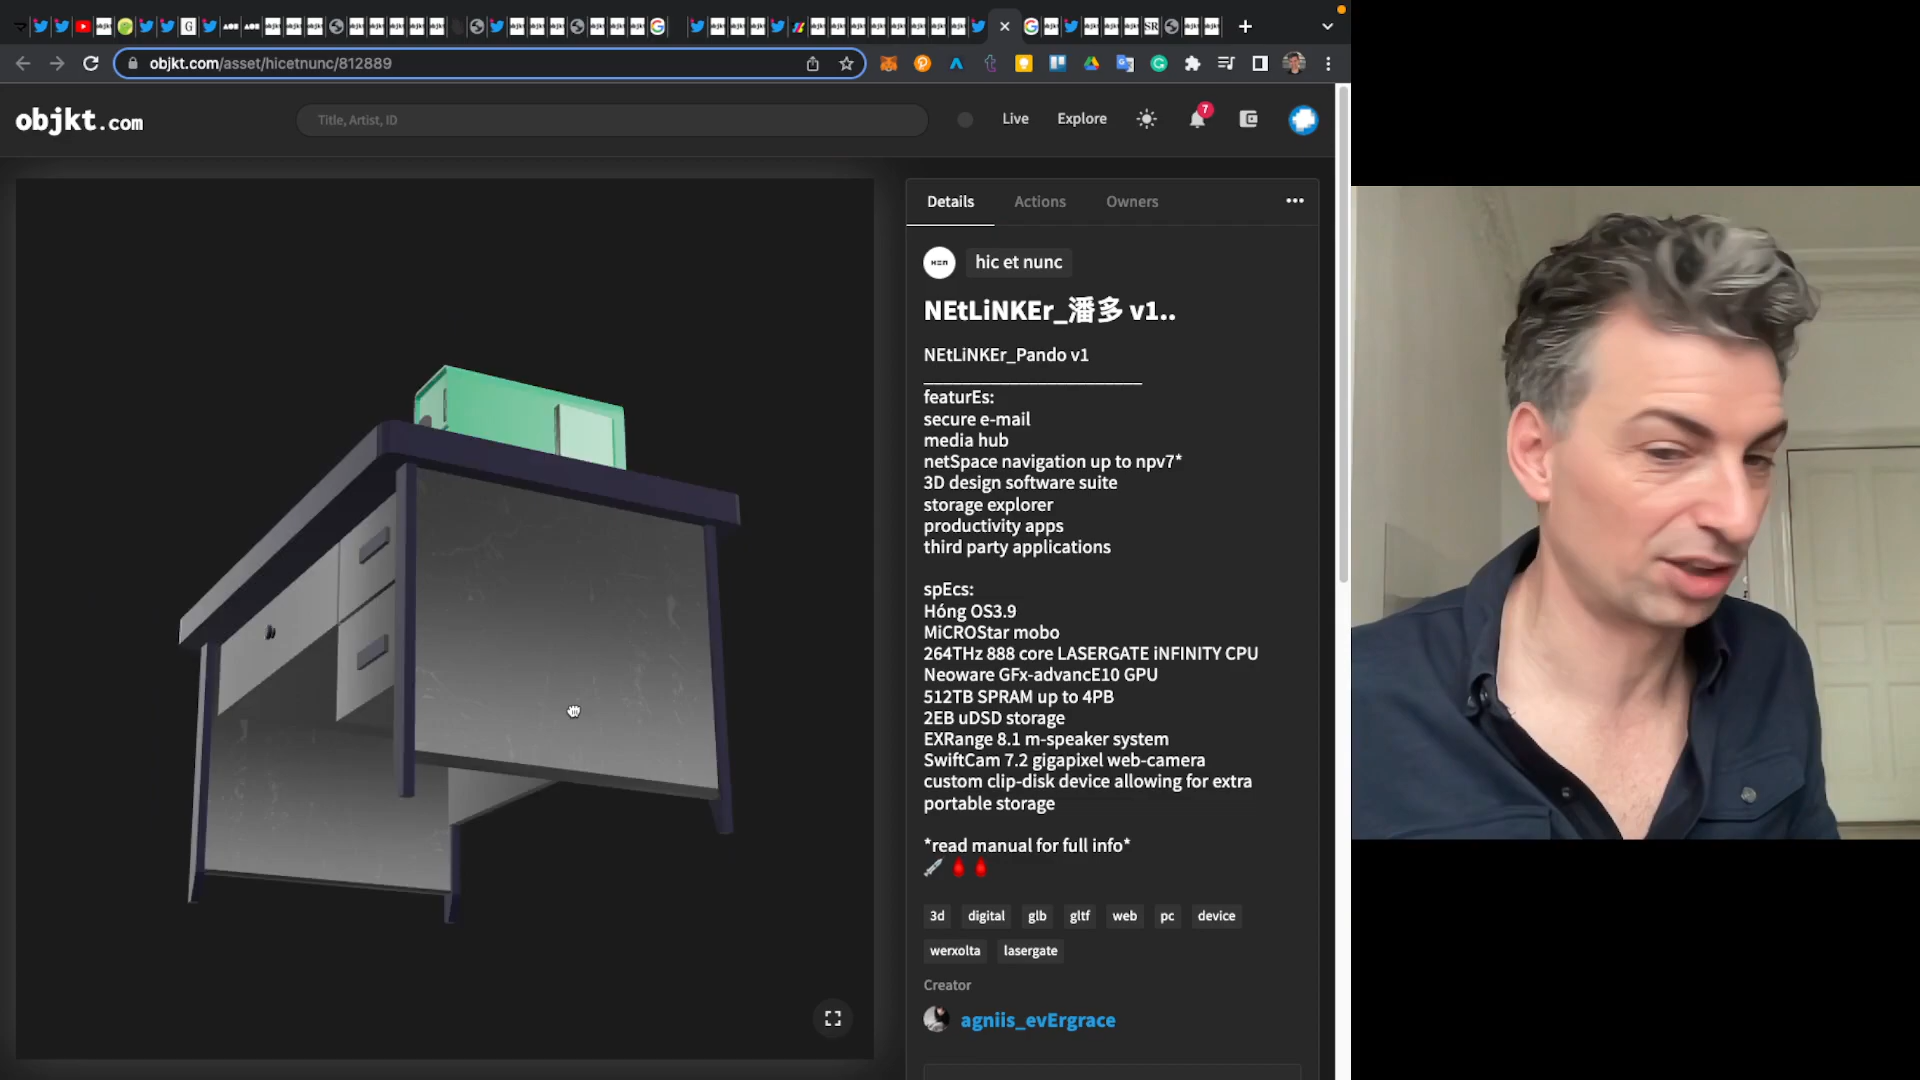 objkt.com/asset/hicetnunc/812889
objkt.com
Title, Artist, ID
Live
Explore
7
Details
Actions
Owners
HEN
hic et nunc
NEtLiNKEr_潘多 v1..
NEtLiNKEr_Pando v1
featurEs:
secure e-mail
media hub
netSpace navigation up to npv7*
3D design software suite
storage explorer
productivity apps
third party applications
spEcs:
Hóng OS3.9
MiCROStar mobo
264THz 888 core LASERGATE iNFINITY CPU
Neoware GFx-advancE10 GPU
512TB SPRAM up to 4PB
2EB uDSD storage
EXRange 8.1 m-speaker system
SwiftCam 7.2 gigapixel web-camera
custom clip-disk device allowing for extra
portable storage
*read manual for full info*
3d
digital
glb
gltf
web
pc
device
werxolta
lasergate
Creator
agniis_evErgrace